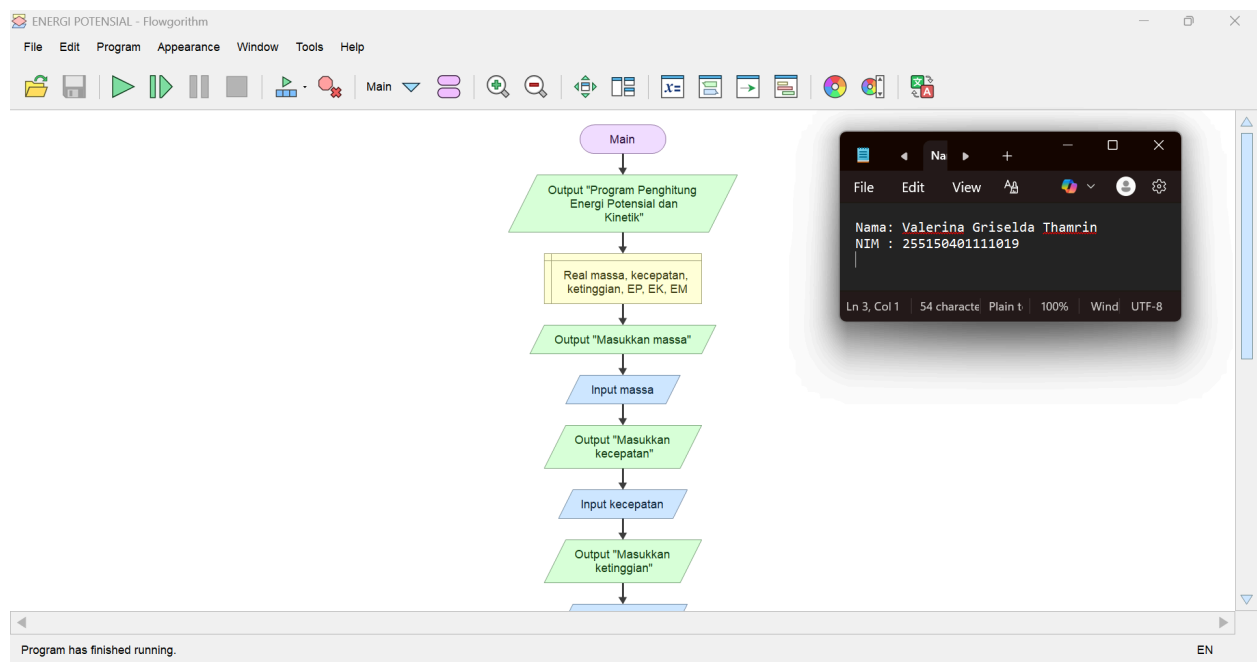 ENERGI POTENSIAL - Flowgorithm
File Edit Program Appearance Window Tools Help
Main
x=
Main
Output "Program Penghitung
Energi Potensial dan
Kinetik"
Real massa, kecepatan,
ketinggian, EP, EK, EM
Output "Masukkan massa"
Input massa
Output "Masukkan
kecepatan"
Input kecepatan
Output "Masukkan
ketinggian"
Na
File Edit View
Nama: Valerina Griselda Thamrin
NIM : 255150401111019
Ln 3, Col 1 54 characte Plain t 100% Wind UTF-8
Program has finished running.
EN